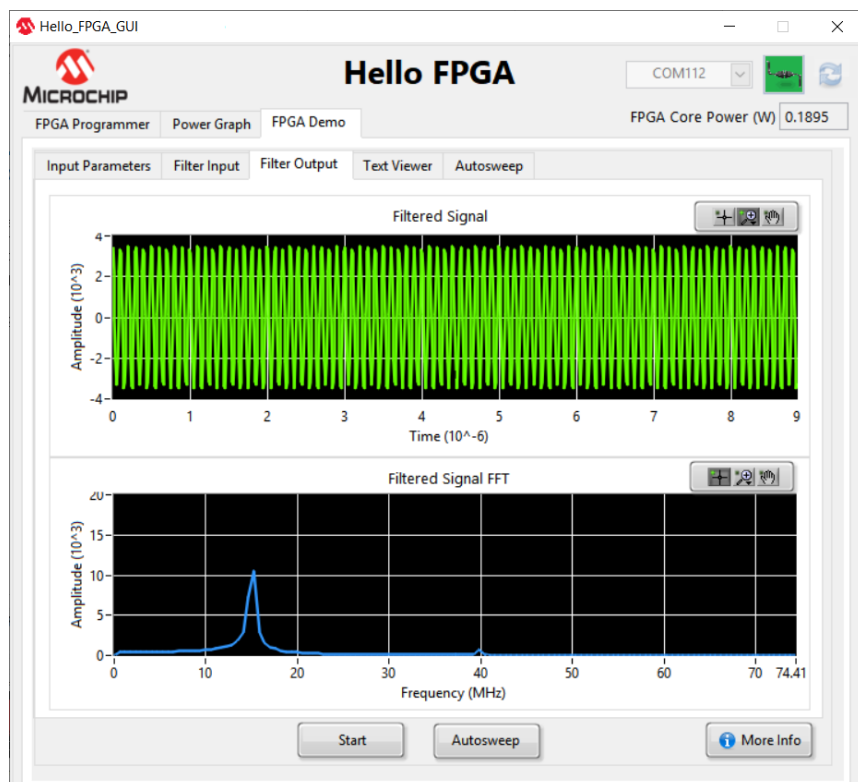 Hello_FPGA_GUI
MICROCHIP
Hello FPGA
COM112
FPGA Programmer Power Graph FPGA Demo
FPGA Core Power (W) 0.1895
Input Parameters Filter Input Filter Output Text Viewer Autosweep
Filtered Signal
4
2
0
-2
-4
Amplitude (10^3)
0 1 2 3 4 5 6 7 8 9
Time (10^-6)
Filtered Signal FFT
20
15
10
5
0
Amplitude (10^3)
0 10 20 30 40 50 60 70 74.41
Frequency (MHz)
Start Autosweep More Info